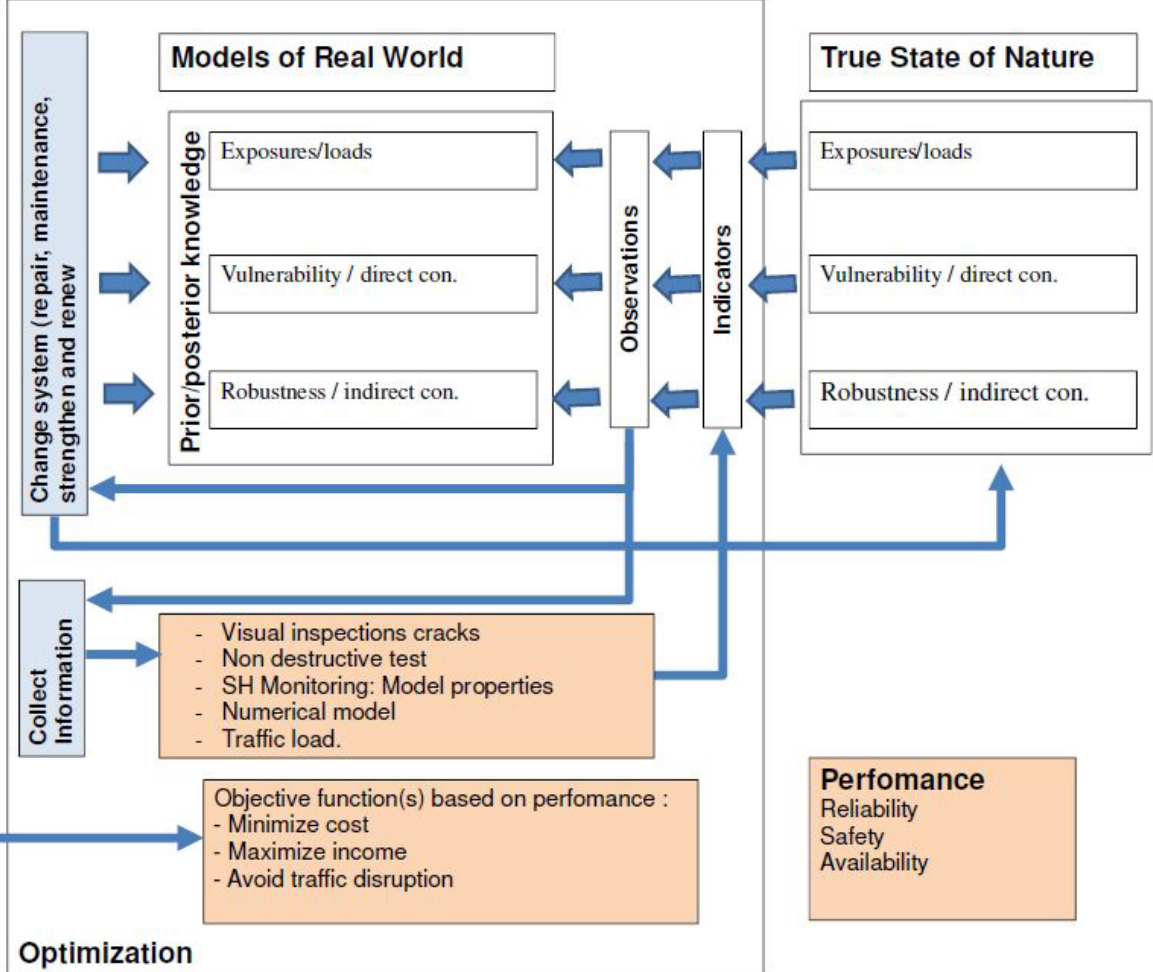 Models of Real World
True State of Nature
Change system (repair, maintenance,
strengthen and renew
Prior/posterior knowledge
Exposures/loads
Vulnerability / direct con.
Robustness / indirect con.
Observations
Indicators
Exposures/loads
Vulnerability / direct con.
Robustness / indirect con.
Collect
Information
- Visual inspections cracks
- Non destructive test
- SH Monitoring: Model properties
- Numerical model
- Traffic load.
Objective function(s) based on perfomance :
- Minimize cost
- Maximize income
- Avoid traffic disruption
Perfomance
Reliability
Safety
Availability
Optimization